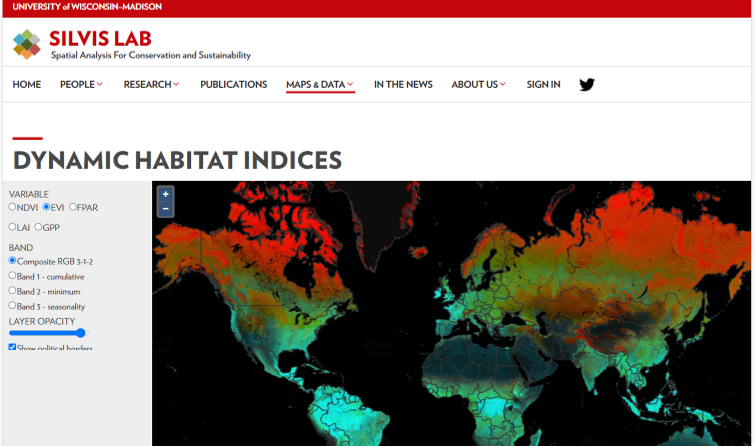 UNIVERSITY of WISCONSIN–MADISON
SILVIS LAB
Spatial Analysis For Conservation and Sustainability
HOME PEOPLE RESEARCH PUBLICATIONS MAPS & DATA IN THE NEWS ABOUT US SIGN IN
DYNAMIC HABITAT INDICES
VARIABLE
NDVI EVI FPAR
LAI GPP
BAND
Composite RGB 3-1-2
Band 1 - cumulative
Band 2 - minimum
Band 3 - seasonality
LAYER OPACITY
Show political borders
+
−